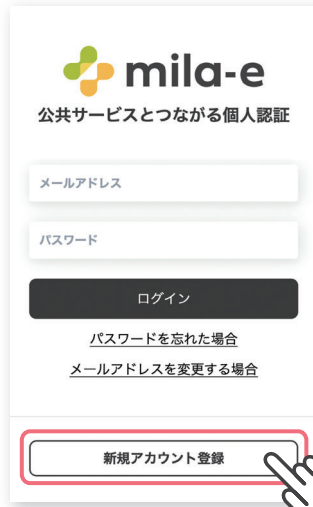 mila-e
公共サービスとつながる個人認証
メールアドレス
パスワード
ログイン
パスワードを忘れた場合
メールアドレスを変更する場合
新規アカウント登録